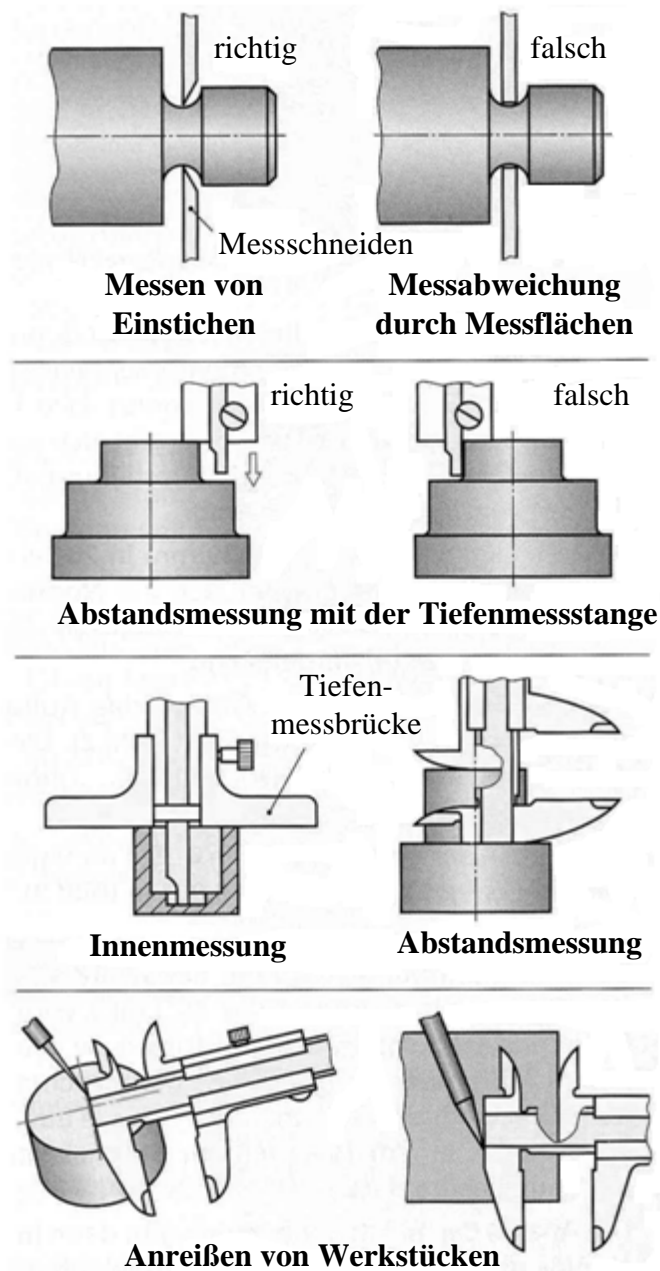 richtig
falsch
Messschneiden
Messen von
Einstichen
Messabweichung
durch Messflächen
richtig
falsch
Abstandsmessung mit der Tiefenmessstange
Tiefen-
messbrücke
Innenmessung
Abstandsmessung
Anreißen von Werkstücken